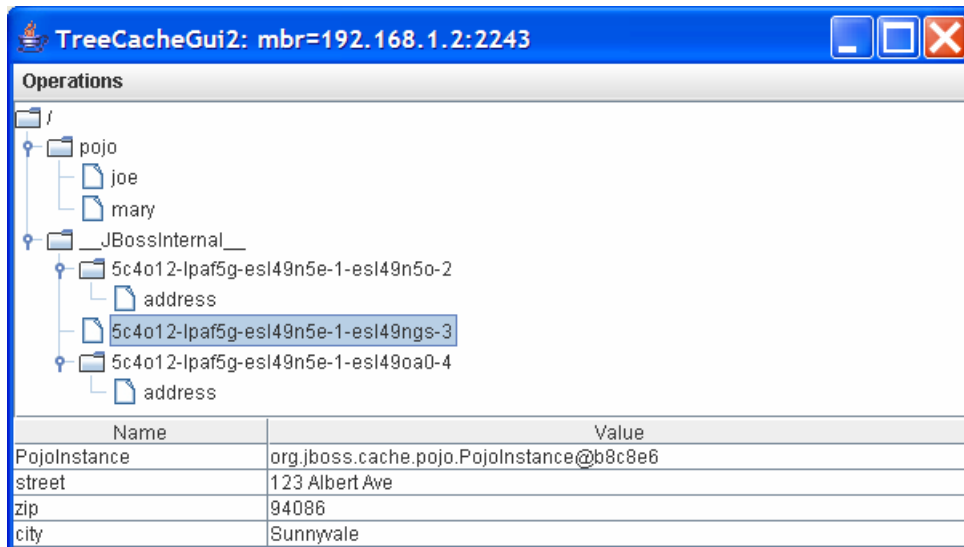 TreeCacheGui2: mbr=192.168.1.2:2243
Operations
/
pojo
joe
mary
__JBossInternal__
5c4o12-lpaf5g-esl49n5e-1-esl49n5o-2
address
5c4o12-lpaf5g-esl49n5e-1-esl49ngs-3
5c4o12-lpaf5g-esl49n5e-1-esl49oa0-4
address
Name Value
PojoInstance org.jboss.cache.pojo.PojoInstance@b8c8e6
street 123 Albert Ave
zip 94086
city Sunnyvale